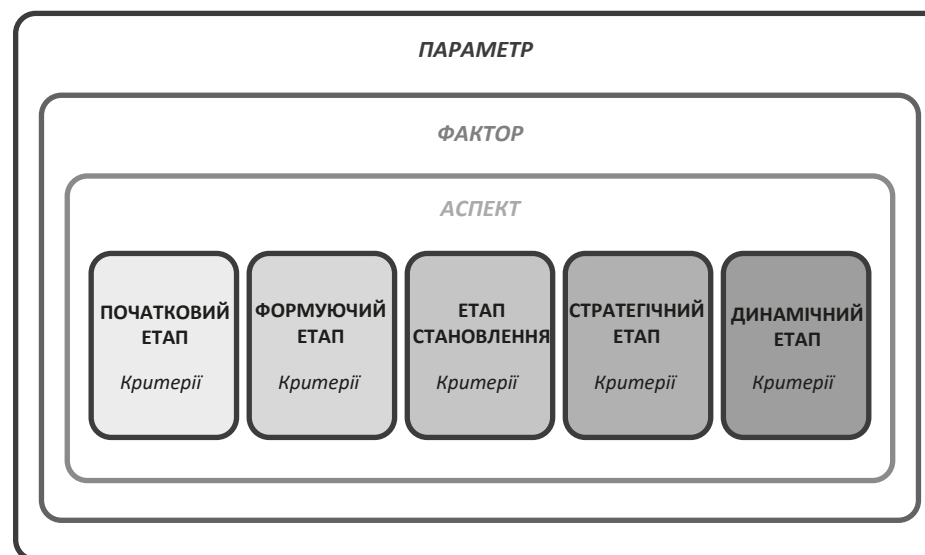 ПАРАМЕТР
ФАКТОР
АСПЕКТ
ПОЧАТКОВИЙ
ЕТАП
Критерії
ФОРМУЮЧИЙ
ЕТАП
Критерії
ЕТАП
СТАНОВЛЕННЯ
Критерії
СТРАТЕГІЧНИЙ
ЕТАП
Критерії
ДИНАМІЧНИЙ
ЕТАП
Критерії